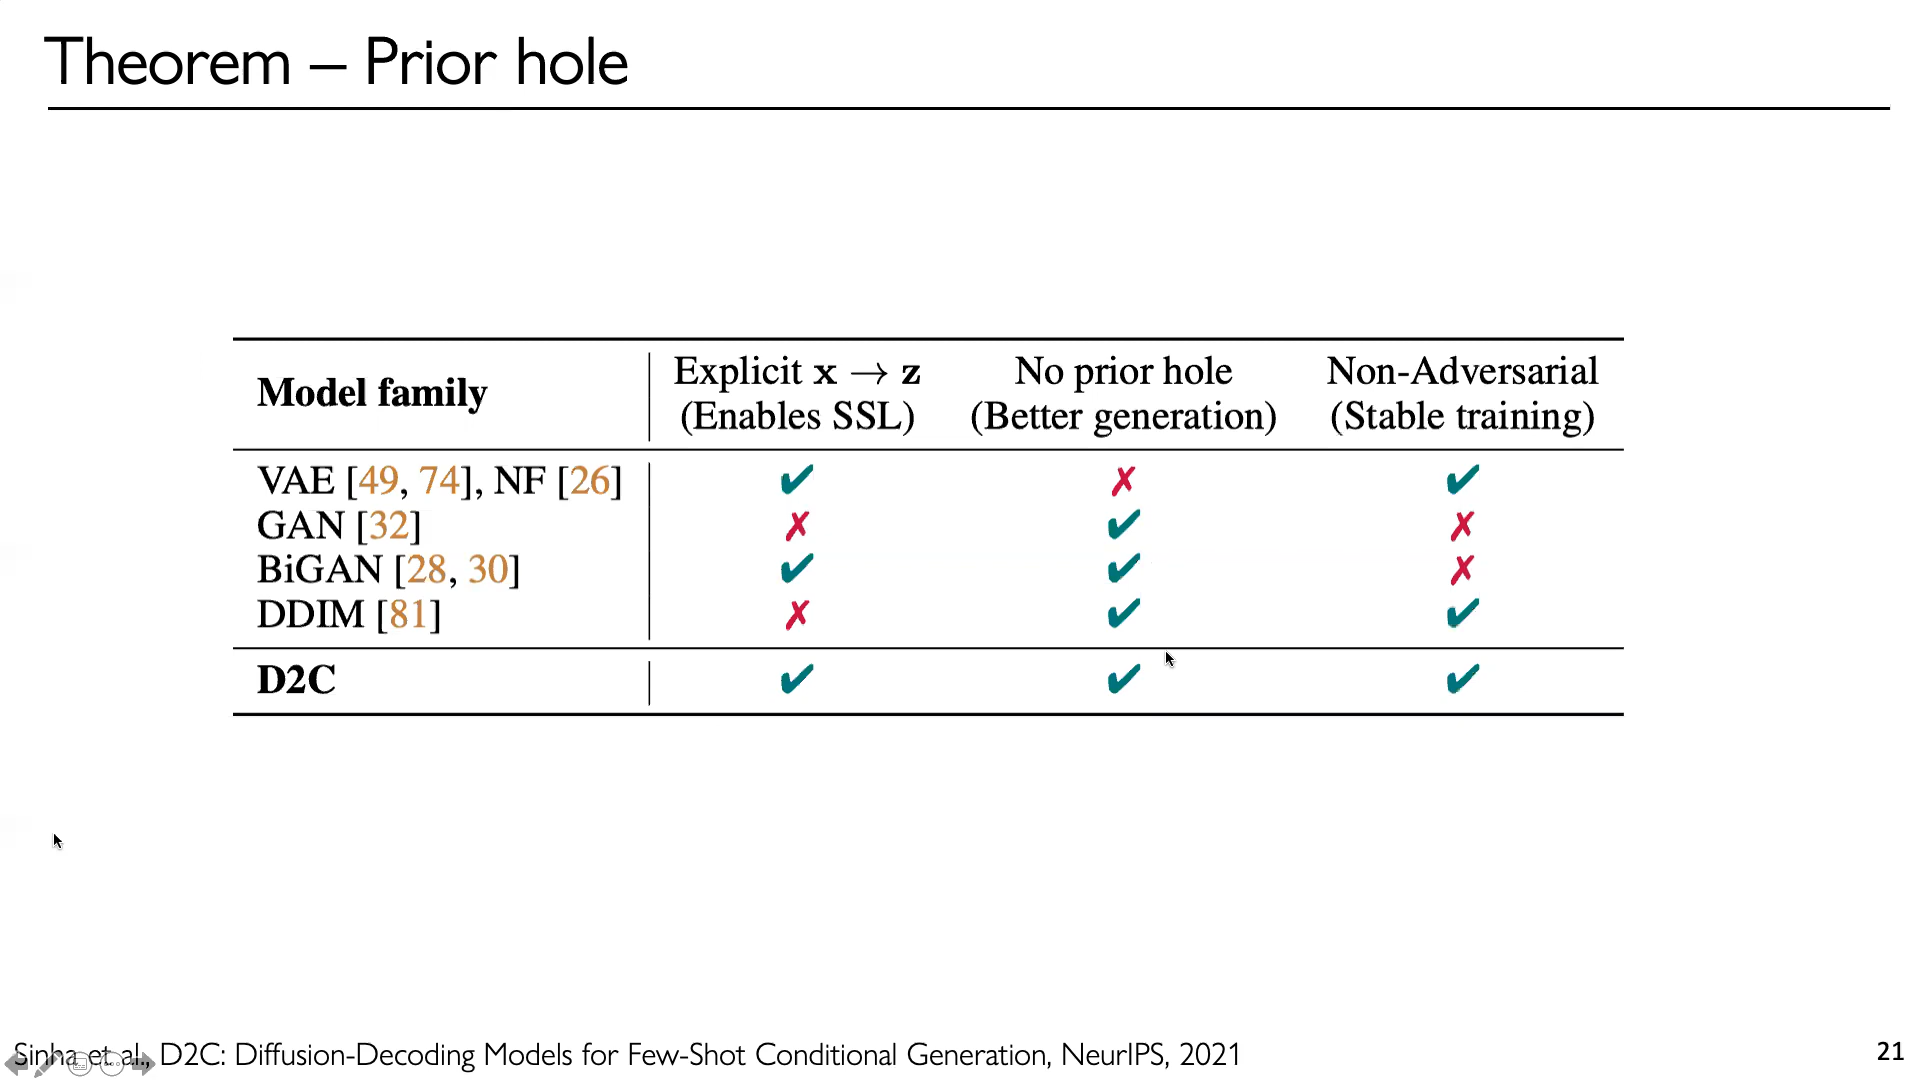 Theorem – Prior hole
Model family
Explicit x → z
(Enables SSL)
No prior hole
(Better generation)
Non-Adversarial
(Stable training)
VAE [49, 74], NF [26] ✔ ✗ ✔
GAN [32] ✗ ✔ ✗
BiGAN [28, 30] ✔ ✔ ✗
DDIM [81] ✗ ✔ ✔
D2C ✔ ✔ ✔
Sinha et al., D2C: Diffusion-Decoding Models for Few-Shot Conditional Generation, NeurIPS, 2021
21